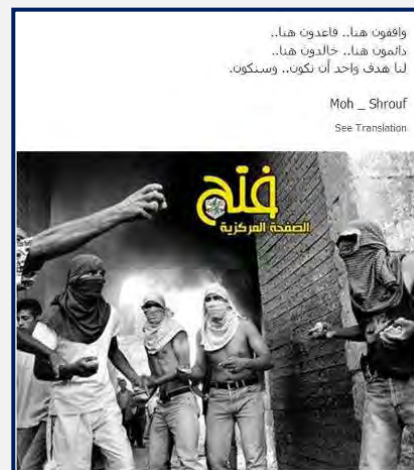 واقفون هنا.. قاعدون هنا..
دائمون هنا.. خالدون هنا..
لنا هدف واحد أن نكون.. وسنكون.
Moh _ Shrouf
See Translation
فتح
الصفحة المركزية